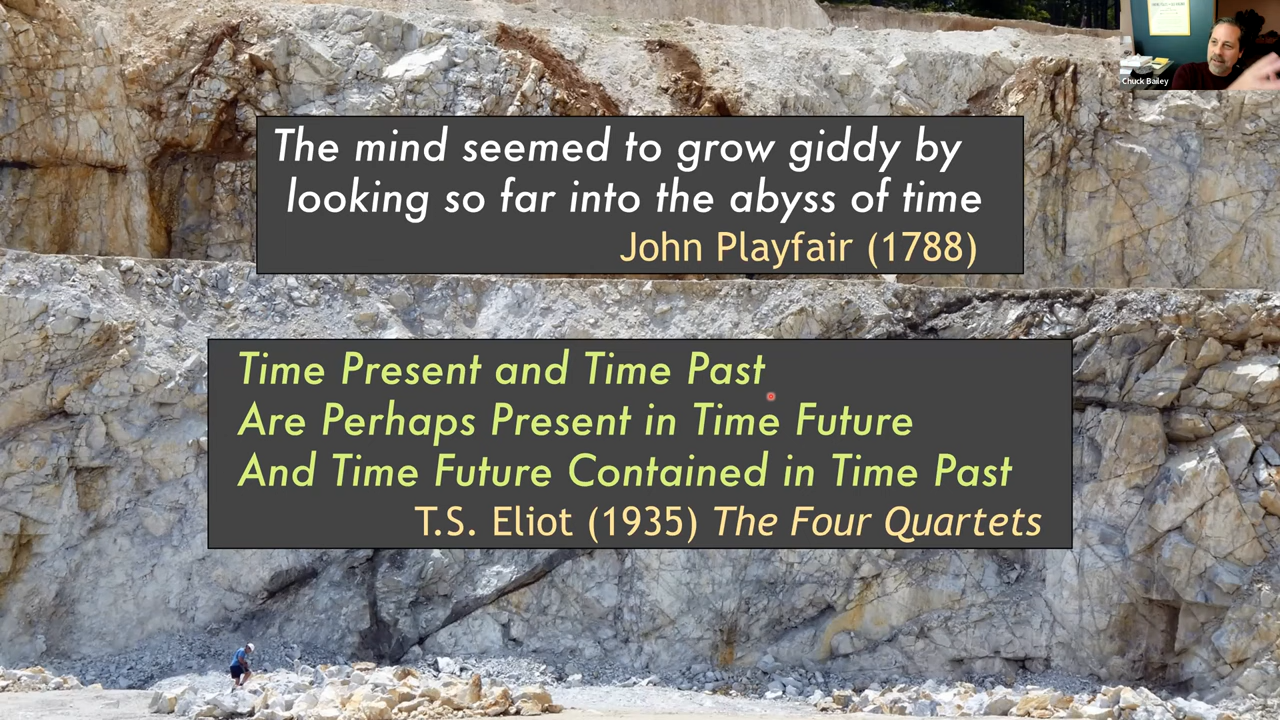 Chuck Bailey
The mind seemed to grow giddy by
looking so far into the abyss of time
John Playfair (1788)
Time Present and Time Past
Are Perhaps Present in Time Future
And Time Future Contained in Time Past
T.S. Eliot (1935) The Four Quartets